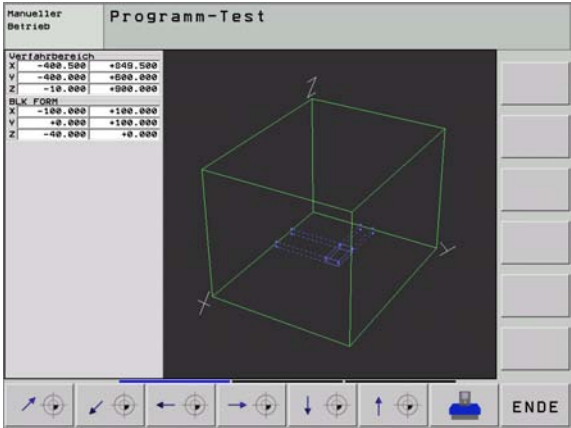 Manueller
Betrieb
Programm-Test
Verfahrbereich
X -400.500 +849.500
Y -400.000 +600.000
Z -10.000 +900.000
BLK FORM
X -100.000 +100.000
Y +0.000 +100.000
Z -40.000 +0.000
Z
Y
X
ENDE